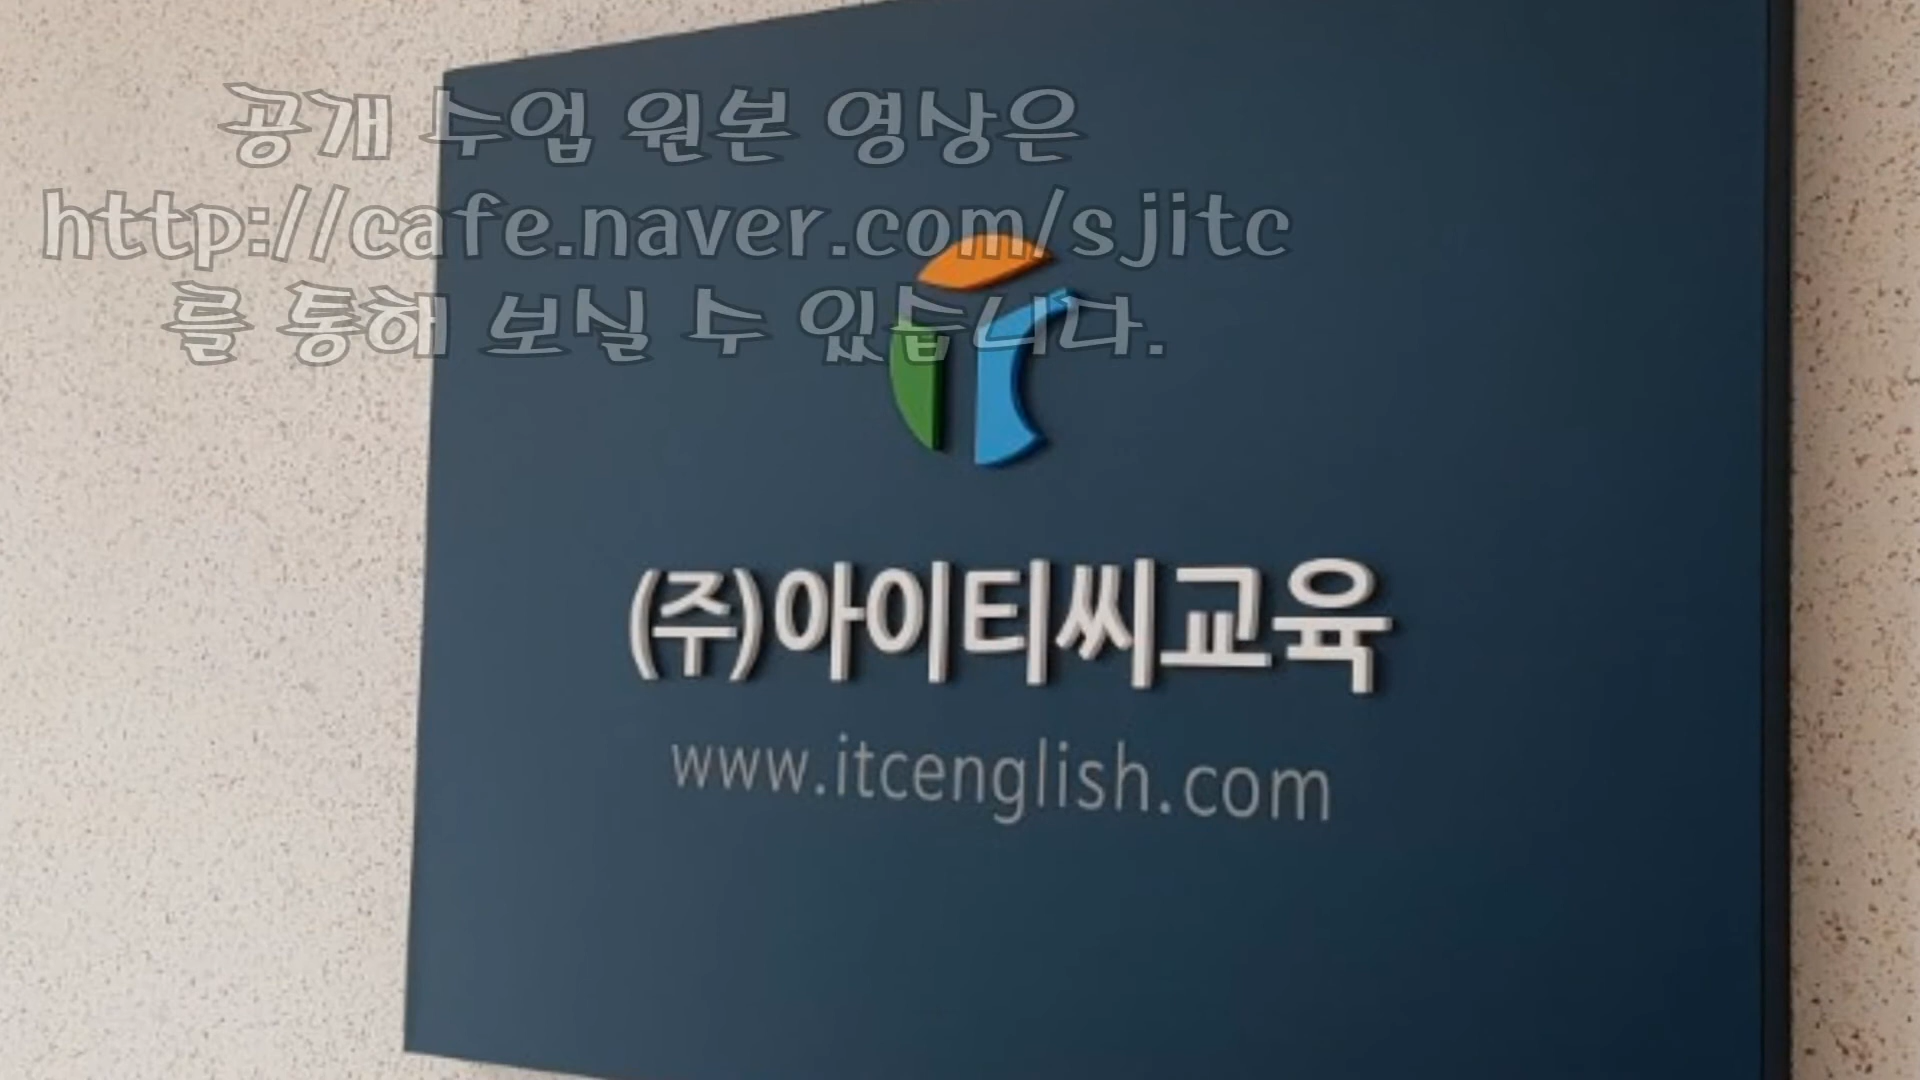 공개 수업 원본 영상은
http://cafe.naver.com/sjitc
를 통해 보실 수 있습니다.
(주)아이티씨교육
www.itcenglish.com